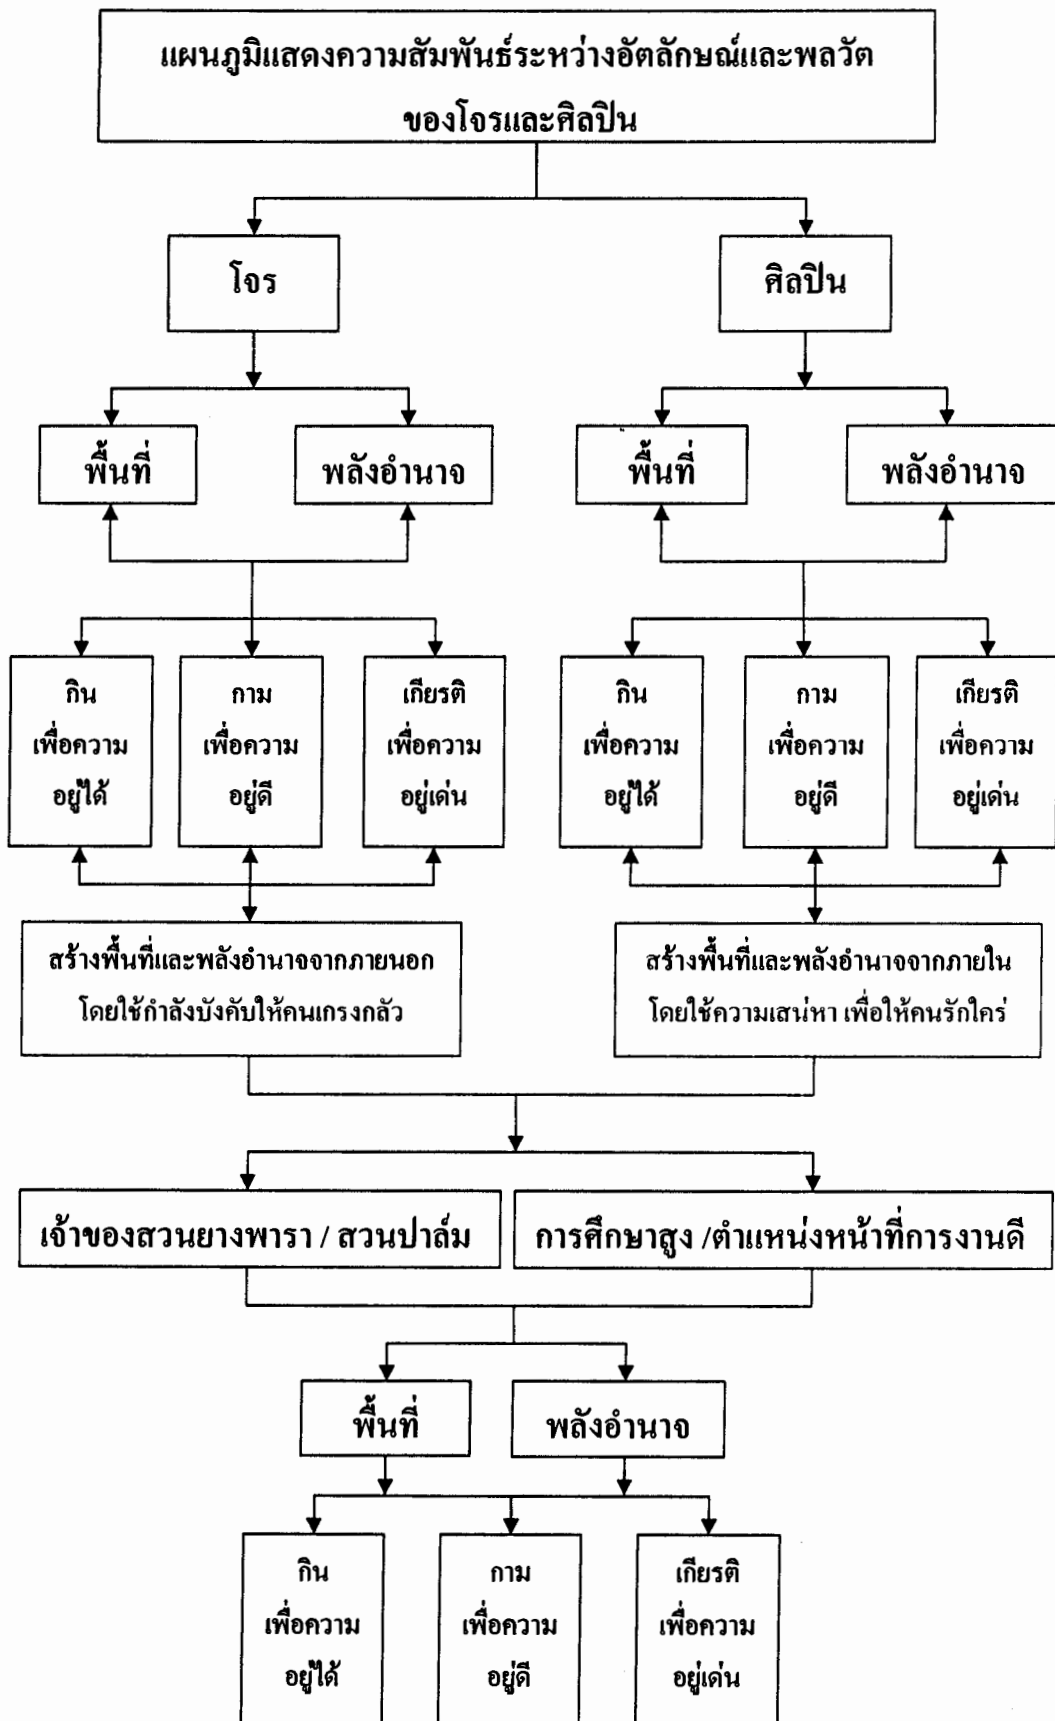 แผนภูมิแสดงความสัมพันธ์ระหว่างอัตลักษณ์และพลวัต
ของโจรและศิลปิน
โจร
ศิลปิน
พื้นที่
พลังอำนาจ
พื้นที่
พลังอำนาจ
กิน
เพื่อความ
อยู่ได้
กาม
เพื่อความ
อยู่ดี
เกียรติ
เพื่อความ
อยู่เด่น
กิน
เพื่อความ
อยู่ได้
กาม
เพื่อความ
อยู่ดี
เกียรติ
เพื่อความ
อยู่เด่น
สร้างพื้นที่และพลังอำนาจจากภายนอก
โดยใช้กำลังบังคับให้คนเกรงกลัว
สร้างพื้นที่และพลังอำนาจจากภายใน
โดยใช้ความเสน่หา เพื่อให้คนรักใคร่
เจ้าของสวนยางพารา / สวนปาล์ม
การศึกษาสูง /ตำแหน่งหน้าที่การงานดี
พื้นที่
พลังอำนาจ
กิน
เพื่อความ
อยู่ได้
กาม
เพื่อความ
อยู่ดี
เกียรติ
เพื่อความ
อยู่เด่น